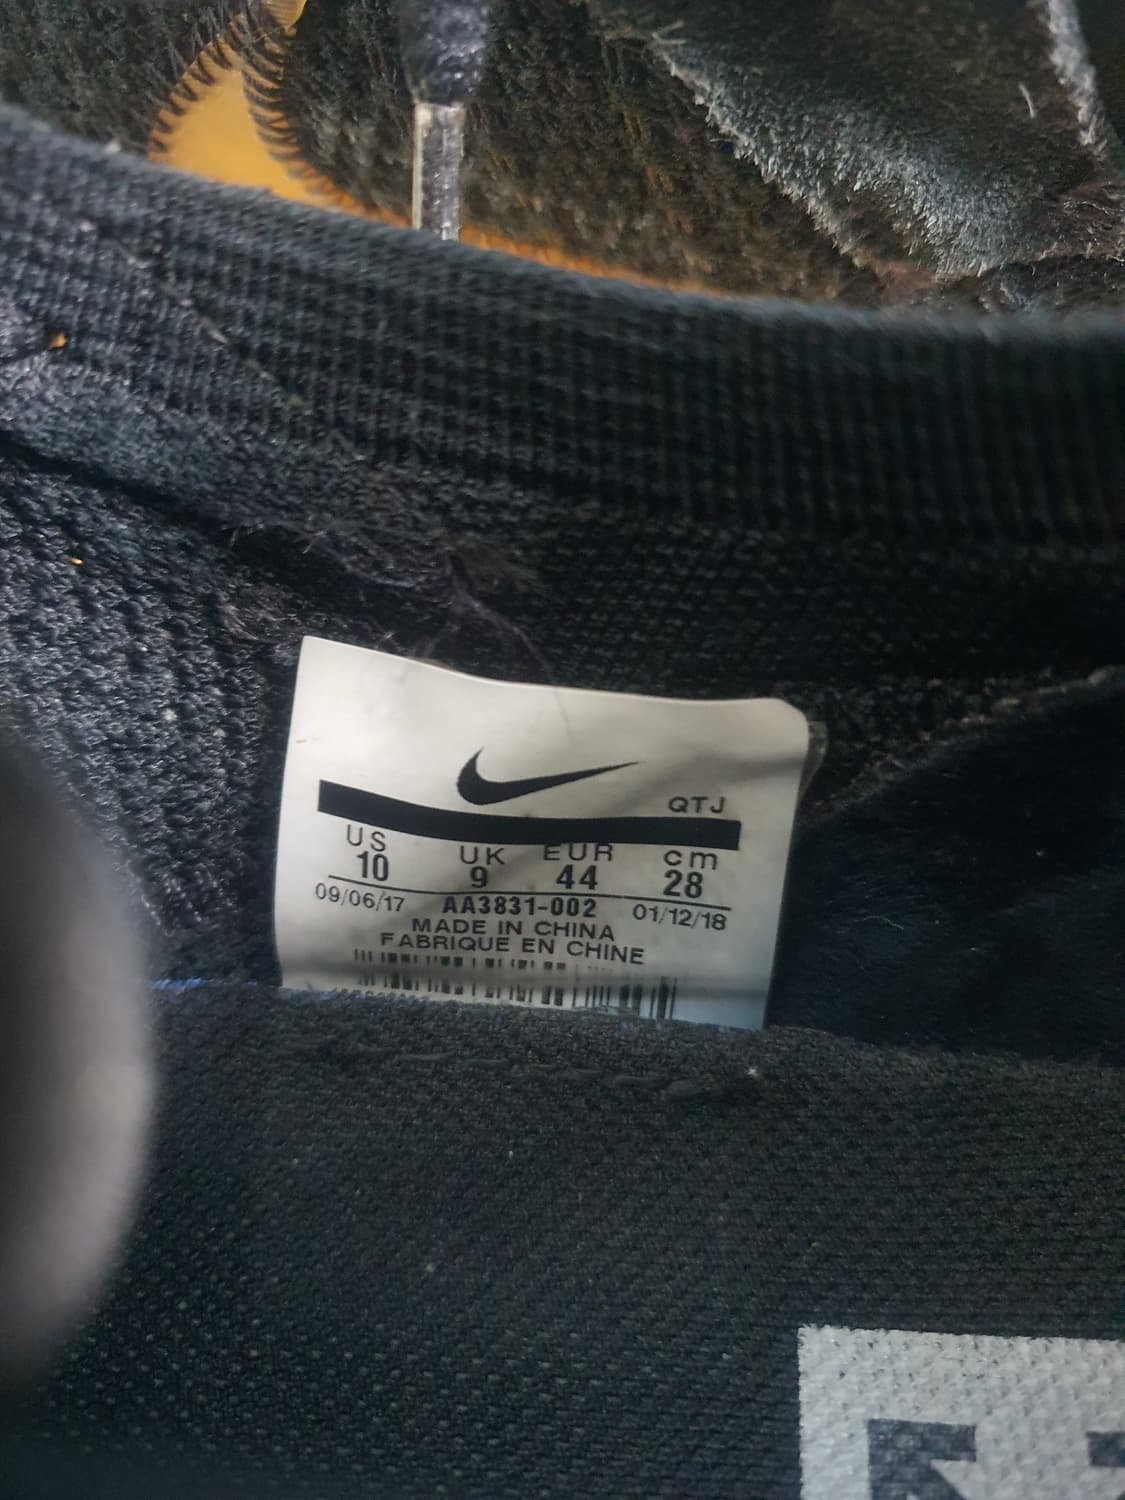 QTJ
US UK EUR cm
10 9 44 28
09/06/17 AA3831-002 01/12/18
MADE IN CHINA
FABRIQUE EN CHINE